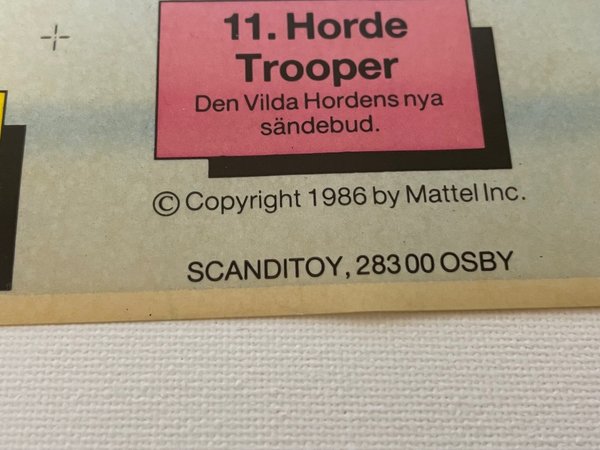 11. Horde
Trooper
Den Vilda Hordens nya
sändebud.
© Copyright 1986 by Mattel Inc.
SCANDITOY, 283 00 OSBY